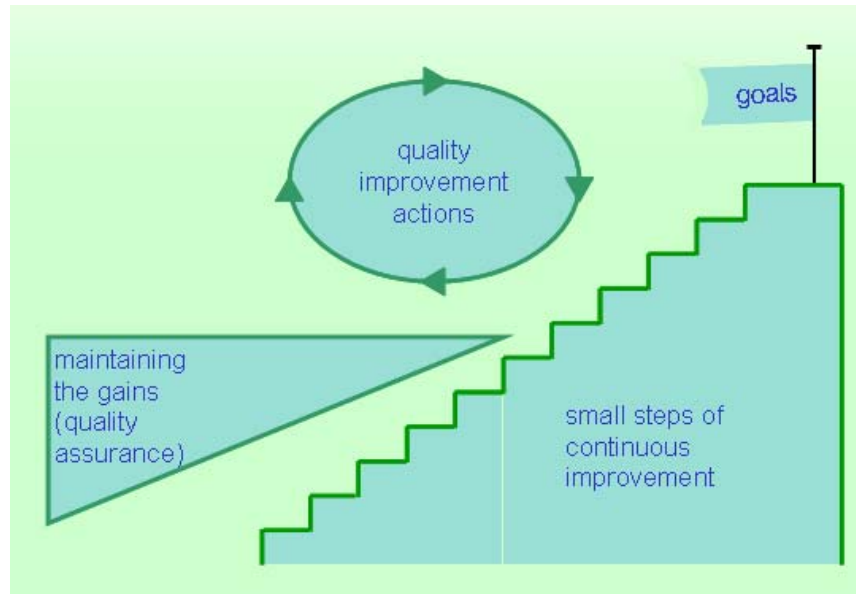 goals
quality
improvement
actions
maintaining
the gains
(quality
assurance)
small steps of
continuous
improvement